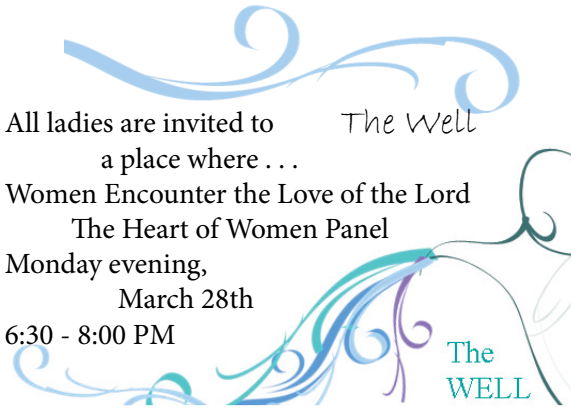 All ladies are invited to The Well
a place where . . .
Women Encounter the Love of the Lord
The Heart of Women Panel
Monday evening,
March 28th
6:30 - 8:00 PM
The
WELL